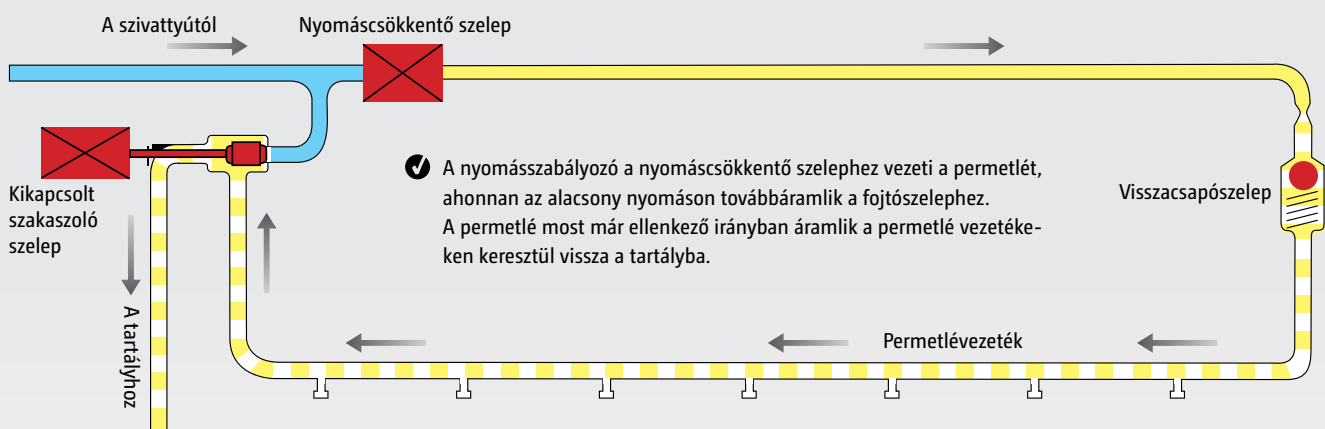 A szivattyútól
Nyomáscsökkentő szelep
Kikapcsolt
szakaszoló
szelep
A nyomásszabályozó a nyomáscsökkentő szelephez vezeti a permetlét,
ahonnan az alacsony nyomáson továbbáramlik a fojtószelephez.
A permetlé most már ellenkező irányban áramlik a permetlé vezetéke-
ken keresztül vissza a tartályba.
Visszacsapószelep
A tartályhoz
Permetlévezeték